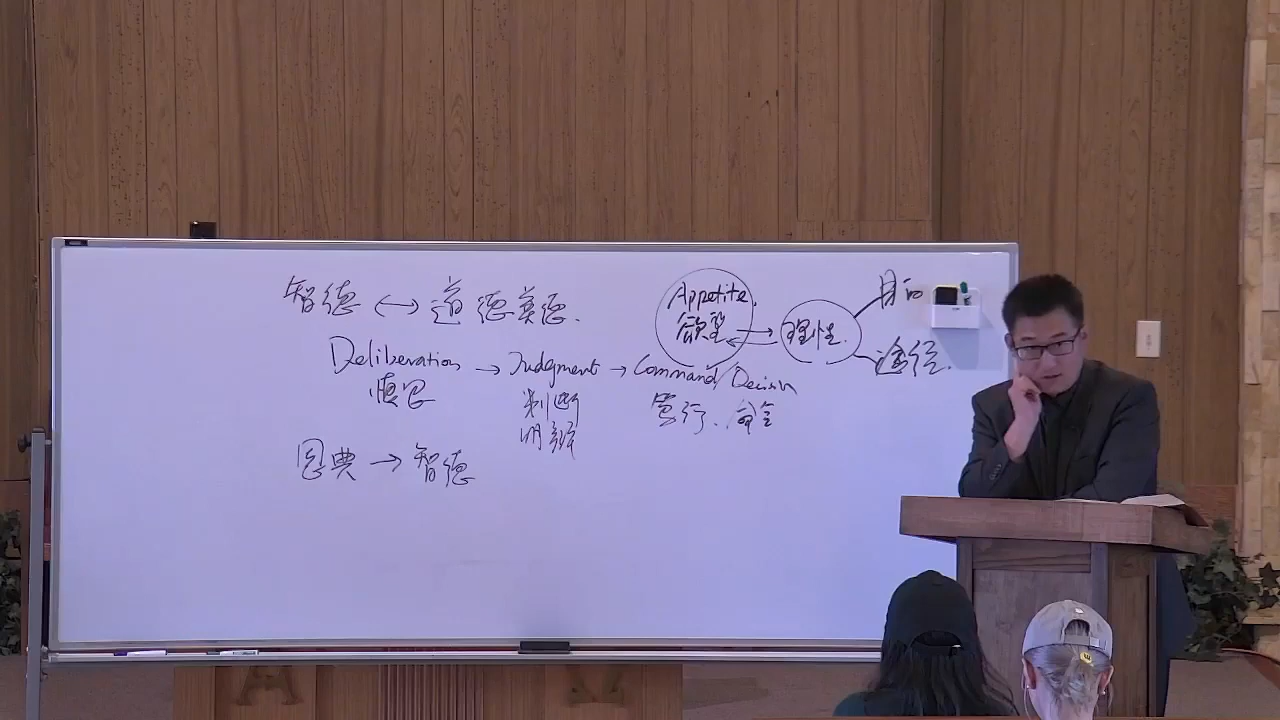 智德 ↔ 道德美德.
Appetite,
欲望 ⇄ 理性.
目的
途径.
Deliberation → Judgment → Command/Decision
慎思 判断 执行、命令
明辨
恩典 → 智德
A Ω